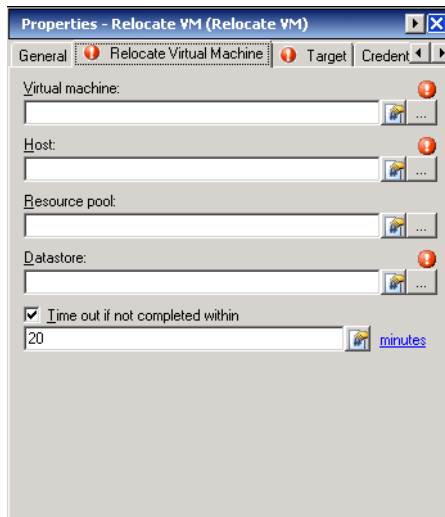 Properties - Relocate VM (Relocate VM)
General Relocate Virtual Machine Target Credent
Virtual machine:
...
Host:
...
Resource pool:
...
Datastore:
...
Time out if not completed within
20 minutes